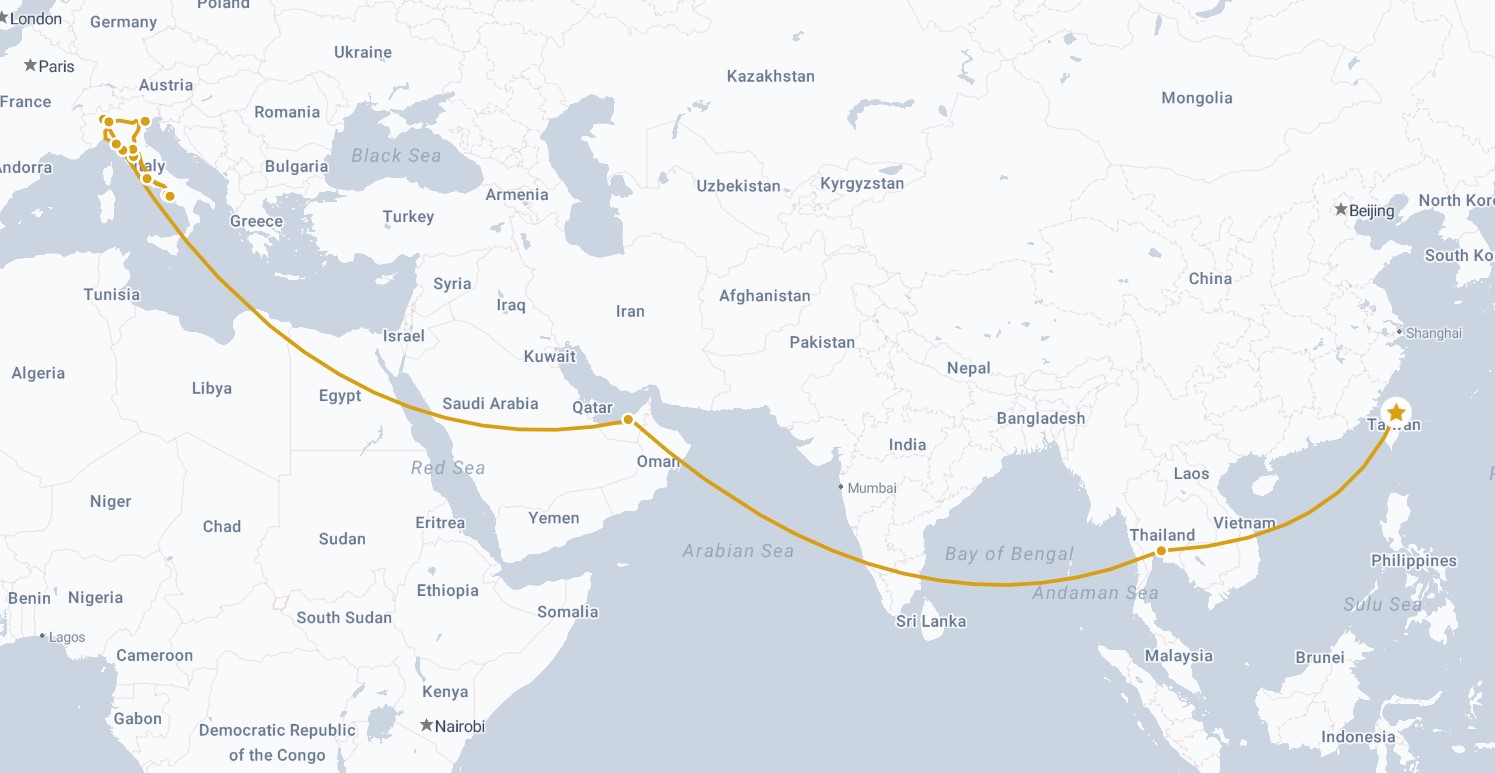 Poland
London
Germany
Ukraine
Paris
Kazakhstan
Austria
Mongolia
France
Romania
Black Sea
Andorra
Italy
Bulgaria
Uzbekistan
Kyrgyzstan
Armenia
North Kor
Beijing
Greece
Turkey
South Ko
China
Syria
Tunisia
Iraq
Afghanistan
Iran
Israel
Shanghai
Pakistan
Kuwait
Nepal
Algeria
Libya
Egypt
Saudi Arabia
Qatar
Bangladesh
Taiwan
India
Oman
Red Sea
Laos
Mumbai
Niger
Chad
Eritrea
Yemen
Vietnam
Sudan
Thailand
Arabian Sea
Bay of Bengal
Philippines
Ethiopia
Andaman Sea
Benin
Nigeria
Sulu Sea
Somalia
South Sudan
Sri Lanka
Lagos
Cameroon
Malaysia
Brunei
Kenya
Gabon
Nairobi
Democratic Republic
of the Congo
Indonesia